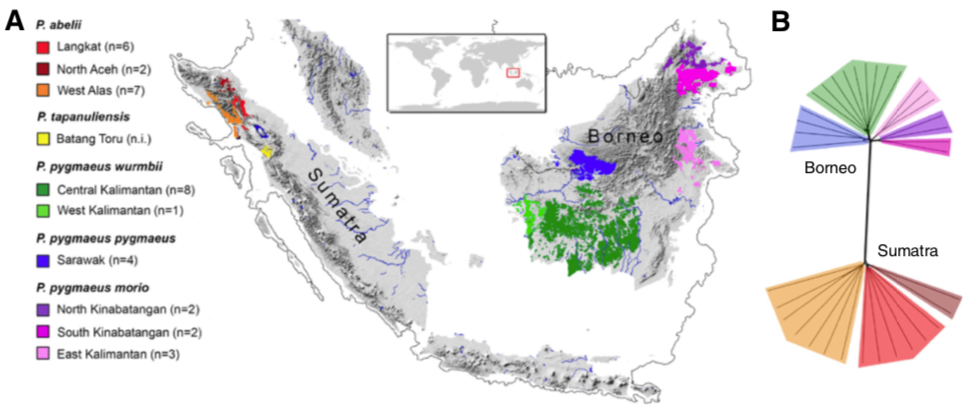 A
P. abelii
Langkat (n=6)
North Aceh (n=2)
West Alas (n=7)
P. tapanuliensis
Batang Toru (n.i.)
P. pygmaeus wurmbii
Central Kalimantan (n=8)
West Kalimantan (n=1)
P. pygmaeus pygmaeus
Sarawak (n=4)
P. pygmaeus morio
North Kinabatangan (n=2)
South Kinabatangan (n=2)
East Kalimantan (n=3)
Sumatra
Borneo
B
Borneo
Sumatra